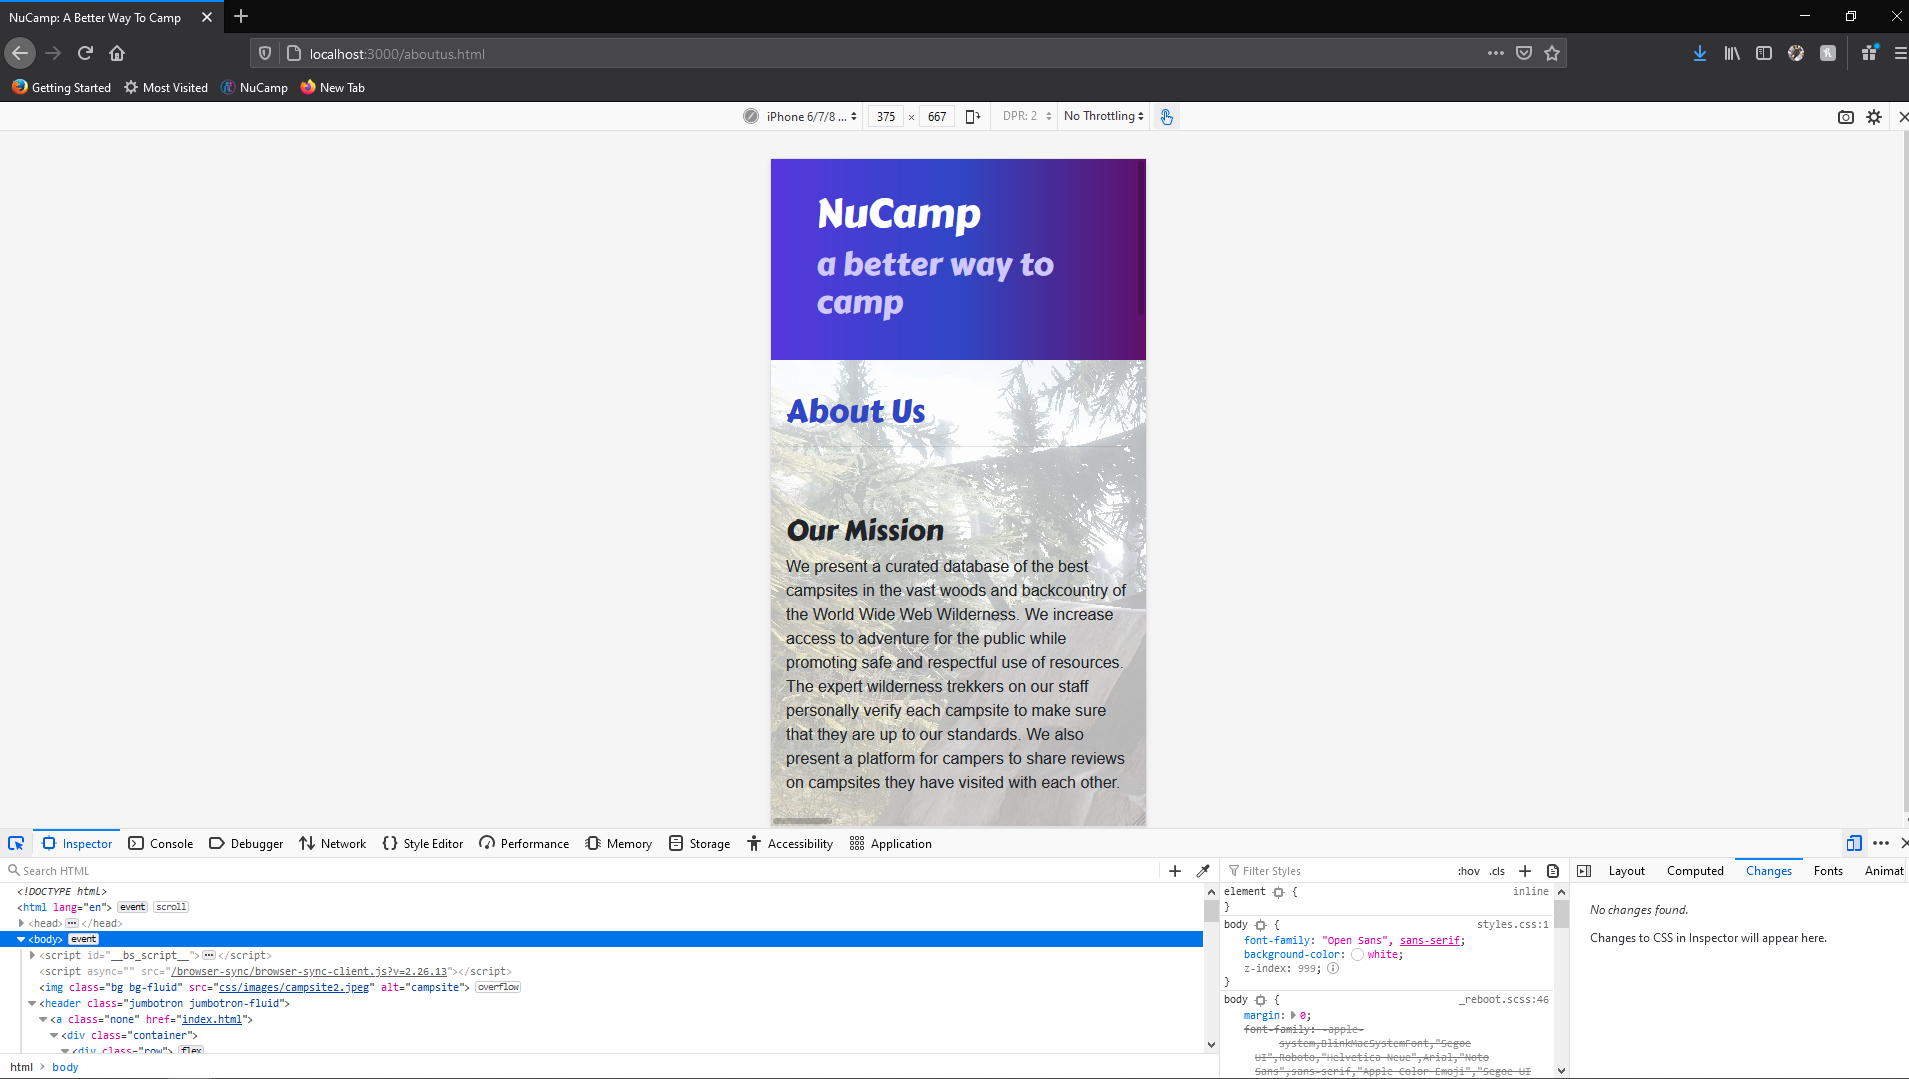 NuCamp: A Better Way To Camp
localhost:3000/aboutus.html
Getting Started
Most Visited
NuCamp
New Tab
iPhone 6/7/8 ...
375 × 667
DPR: 2
No Throttling
NuCamp
a better way to
camp
About Us
Our Mission
We present a curated database of the best
campsites in the vast woods and backcountry of
the World Wide Web Wilderness. We increase
access to adventure for the public while
promoting safe and respectful use of resources.
The expert wilderness trekkers on our staff
personally verify each campsite to make sure
that they are up to our standards. We also
present a platform for campers to share reviews
on campsites they have visited with each other.
Inspector Console Debugger Network Style Editor Performance Memory Storage Accessibility Application
Search HTML
<!DOCTYPE html>
<html lang="en"> event scroll
<head> ··· </head>
<body> event
<script id="__bs_script__"> ··· </script>
<script async="" src="/browser-sync/browser-sync-client.js?v=2.26.13"></script>
<img class="bg bg-fluid" src="css/images/campsite2.jpeg" alt="campsite"> overflow
<header class="jumbotron jumbotron-fluid">
<a class="none" href="index.html">
<div class="container">
<div class="row"> flex
html > body
Filter Styles :hov .cls +
element { inline
}
body { styles.css:1
font-family: "Open Sans", sans-serif;
background-color: white;
z-index: 999;
}
body { _reboot.scss:46
margin: 0;
font-family: -apple-
system,BlinkMacSystemFont,"Segoe
UI",Roboto,"Helvetica Neue",Arial,"Noto
Sans",sans-serif,"Apple Color Emoji","Segoe UI
Layout Computed Changes Fonts Animat
No changes found.
Changes to CSS in Inspector will appear here.